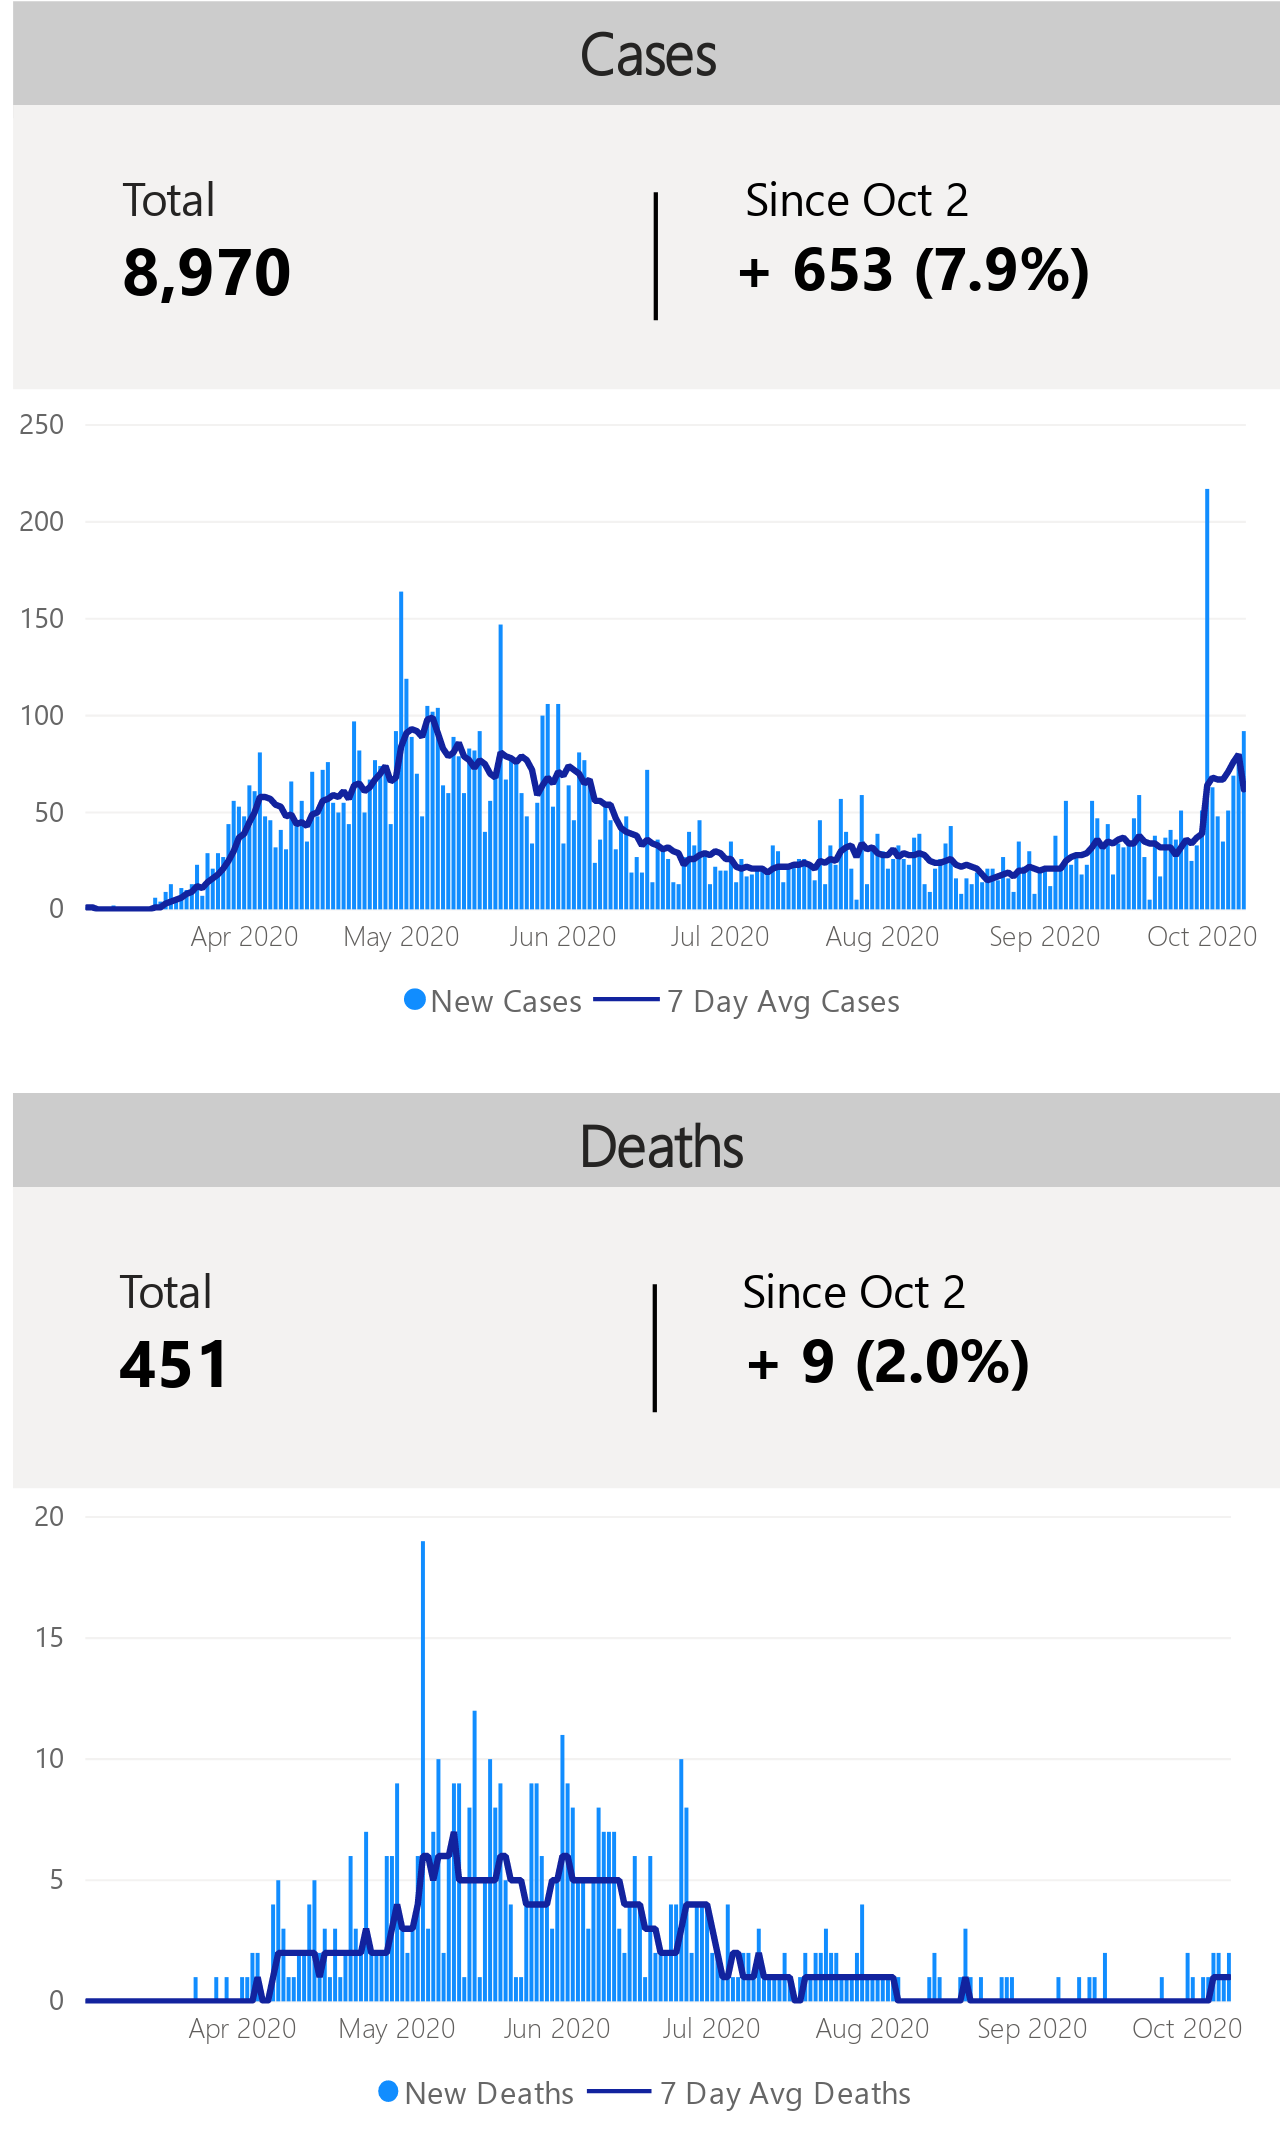 Cases
Total
Since Oct 2
8,970
+ 653 (7.9%)
250
200
150
100
50
0
Apr 2020 May 2020 Jun 2020 Jul 2020 Aug 2020 Sep 2020 Oct 2020
New Cases 7 Day Avg Cases
Deaths
Total
Since Oct 2
451
+ 9 (2.0%)
20
15
10
5
0
Apr 2020 May 2020 Jun 2020 Jul 2020 Aug 2020 Sep 2020 Oct 2020
New Deaths 7 Day Avg Deaths